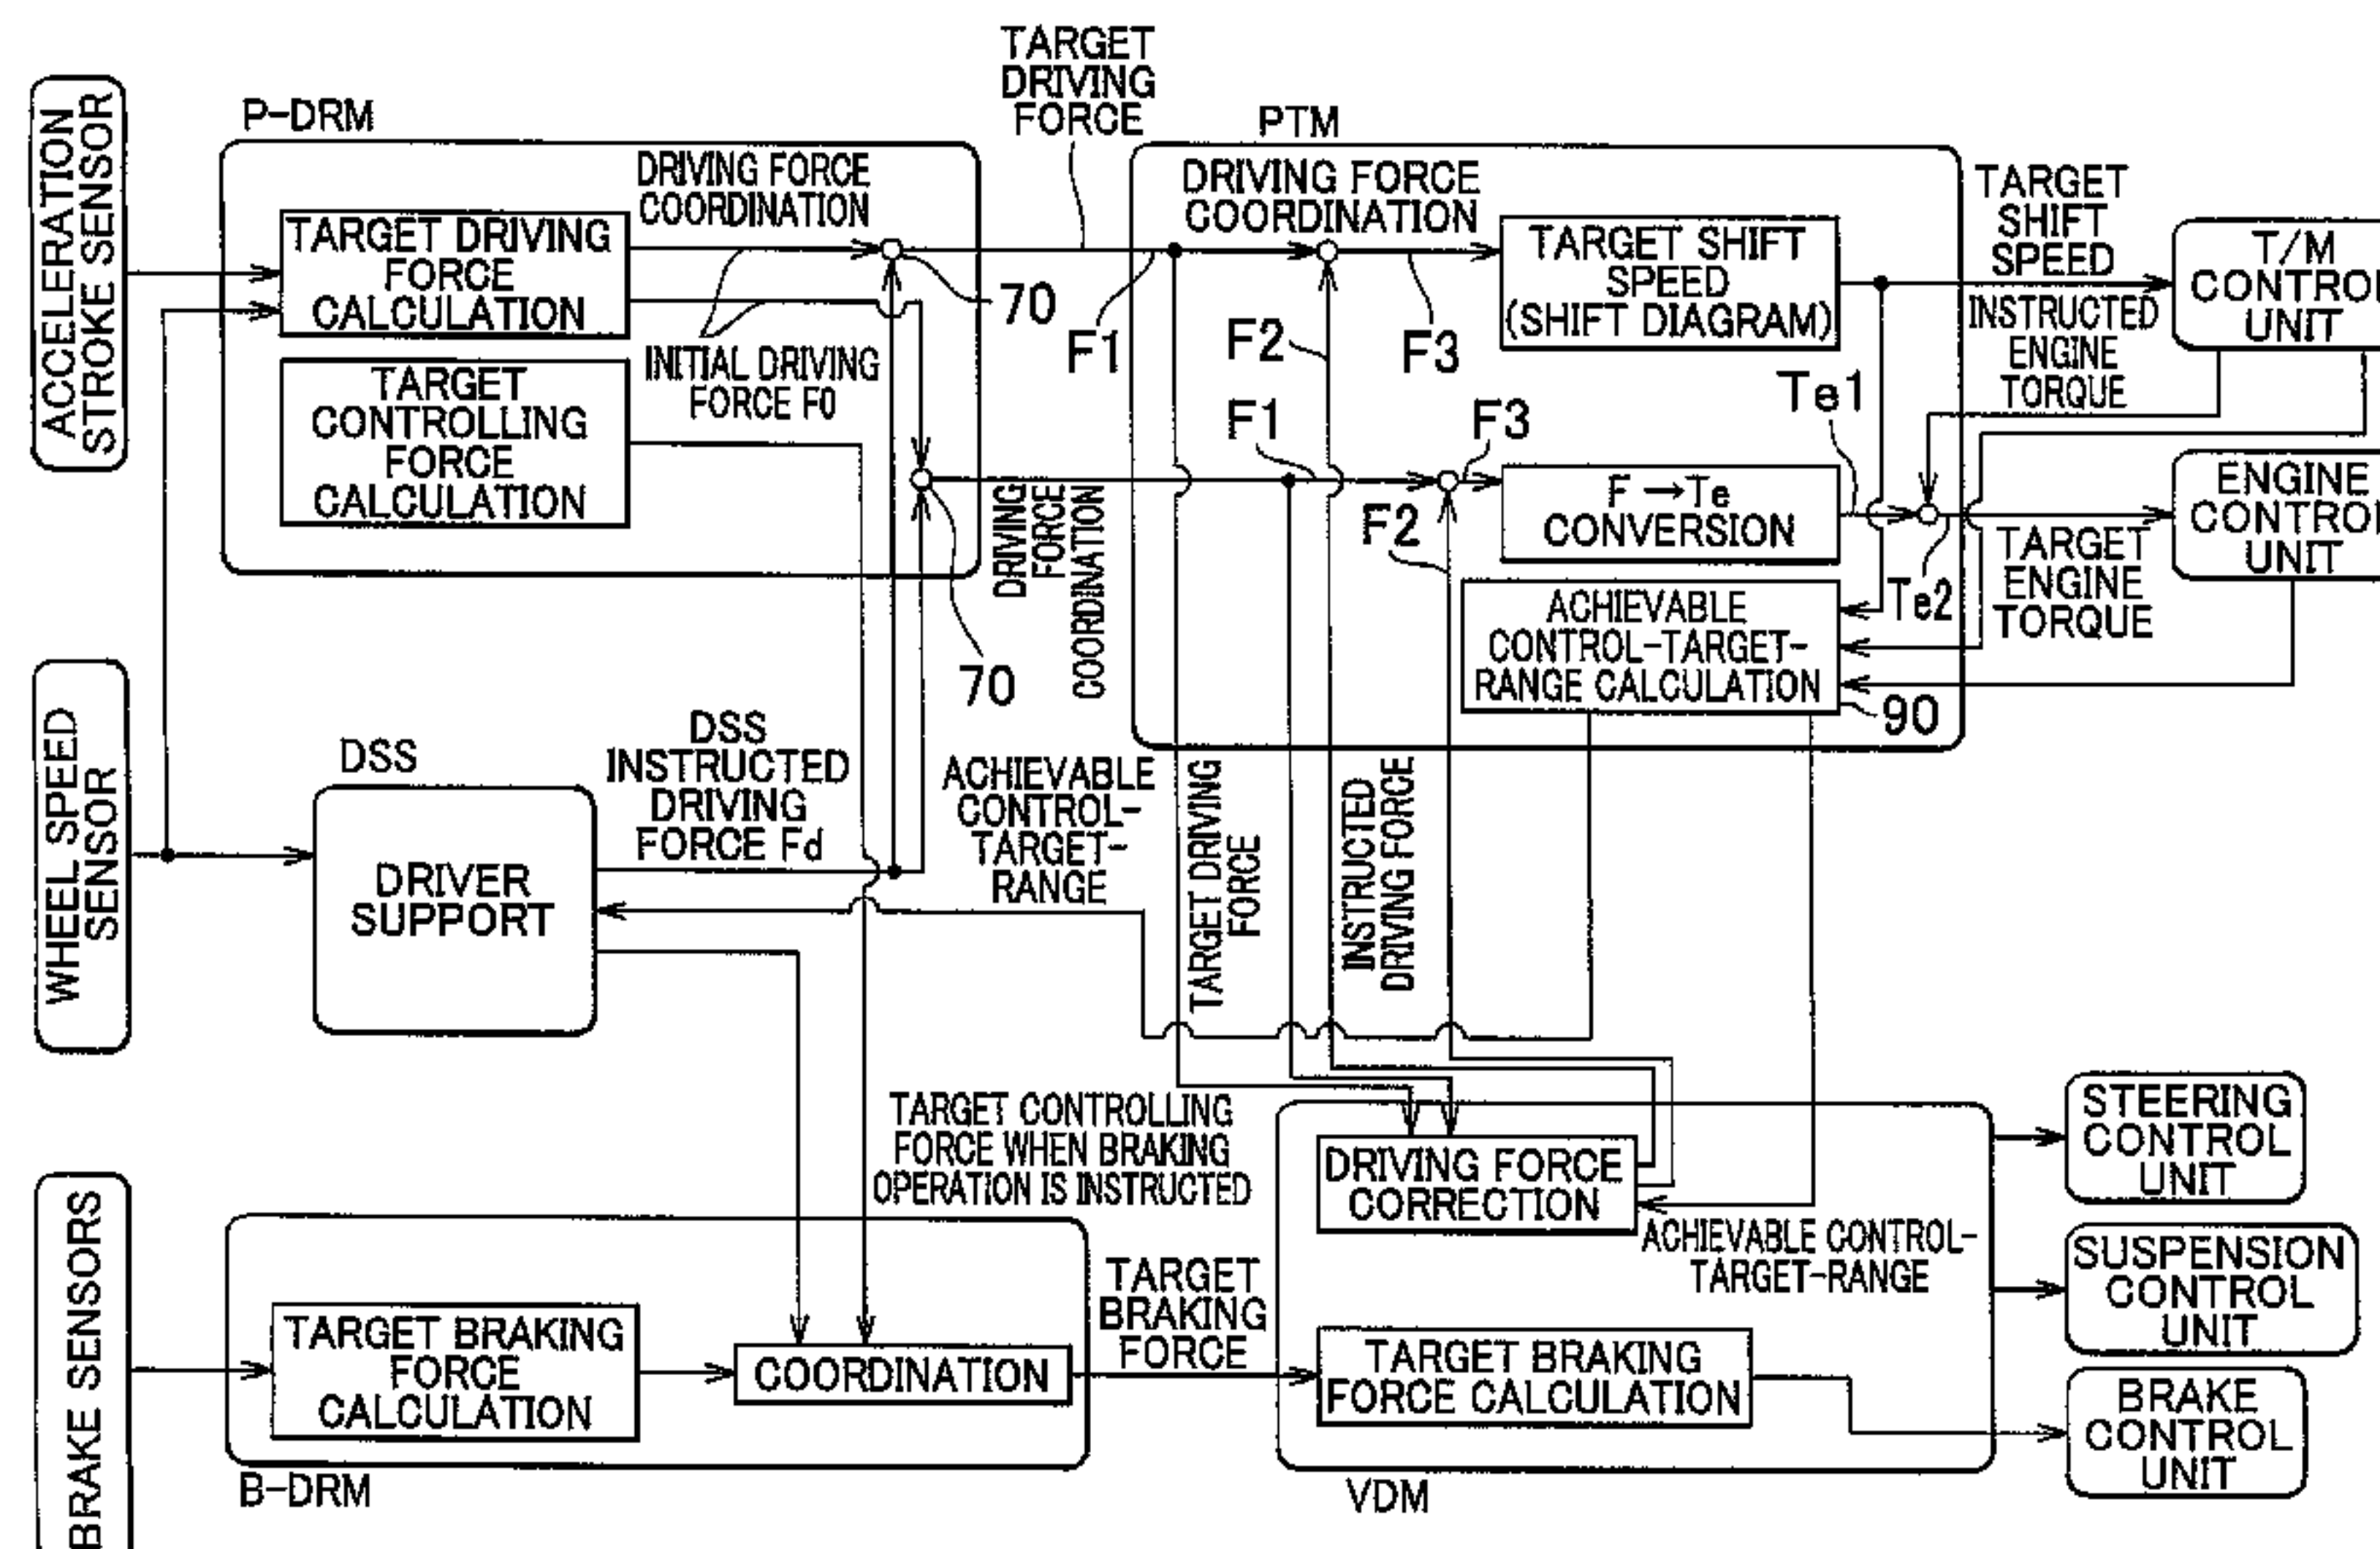 ACCELERATION
STROKE SENSOR
P-DRM
TARGET DRIVING
FORCE
CALCULATION
TARGET
CONTROLLING
FORCE
CALCULATION
DRIVING FORCE
COORDINATION
INITIAL DRIVING
FORCE F0
70
70
TARGET
DRIVING
FORCE
DRIVING
FORCE
COORDINATION
PTM
DRIVING FORCE
COORDINATION
F1
F2
F3
F1
F2
F3
TARGET SHIFT
SPEED
(SHIFT DIAGRAM)
F→Te
CONVERSION
ACHIEVABLE
CONTROL-TARGET-
RANGE CALCULATION
90
Te1
Te2
TARGET
SHIFT
SPEED
INSTRUCTED
ENGINE
TORQUE
TARGET
ENGINE
TORQUE
T/M
CONTROL
UNIT
ENGINE
CONTROL
UNIT
WHEEL SPEED
SENSOR
DSS
DRIVER
SUPPORT
DSS
INSTRUCTED
DRIVING
FORCE Fd
ACHIEVABLE
CONTROL-
TARGET-
RANGE
TARGET DRIVING
FORCE
INSTRUCTED
DRIVING FORCE
TARGET CONTROLLING
FORCE WHEN BRAKING
OPERATION IS INSTRUCTED
BRAKE SENSORS
TARGET BRAKING
FORCE
CALCULATION
COORDINATION
B-DRM
TARGET
BRAKING
FORCE
DRIVING FORCE
CORRECTION
ACHIEVABLE CONTROL-
TARGET-RANGE
TARGET BRAKING
FORCE CALCULATION
VDM
STEERING
CONTROL
UNIT
SUSPENSION
CONTROL
UNIT
BRAKE
CONTROL
UNIT